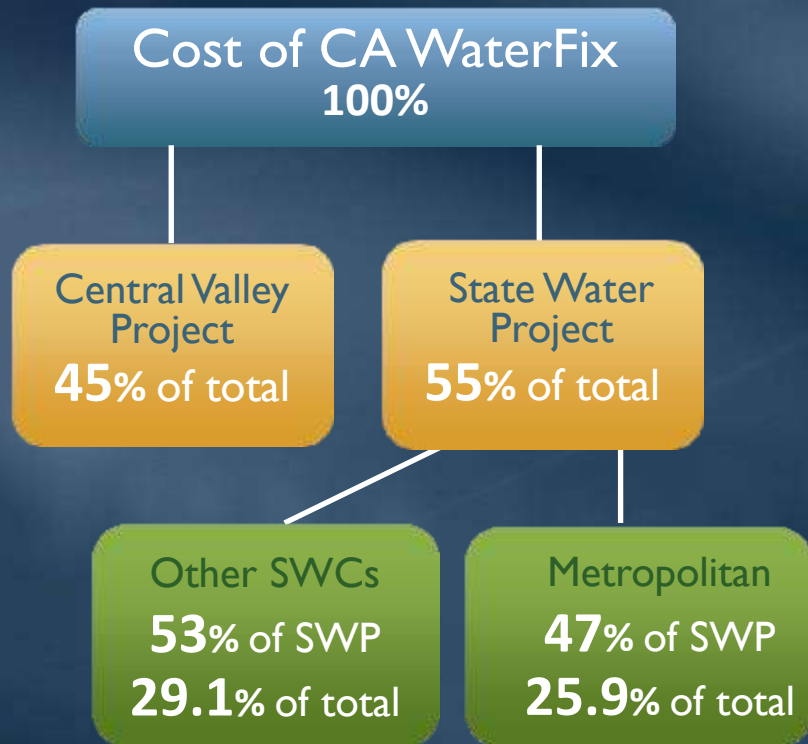 Cost of CA WaterFix
100%
Central Valley
Project
45% of total
State Water
Project
55% of total
Other SWCs
53% of SWP
29.1% of total
Metropolitan
47% of SWP
25.9% of total